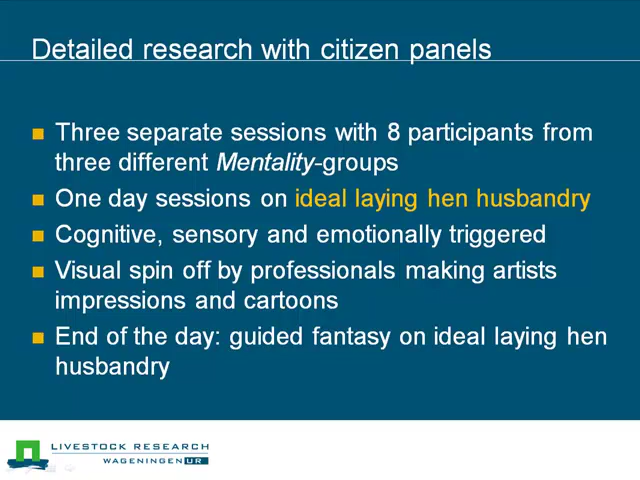 Detailed research with citizen panels
Three separate sessions with 8 participants from
three different Mentality-groups
One day sessions on ideal laying hen husbandry
Cognitive, sensory and emotionally triggered
Visual spin off by professionals making artists
impressions and cartoons
End of the day: guided fantasy on ideal laying hen
husbandry
LIVESTOCK RESEARCH
WAGENINGEN UR